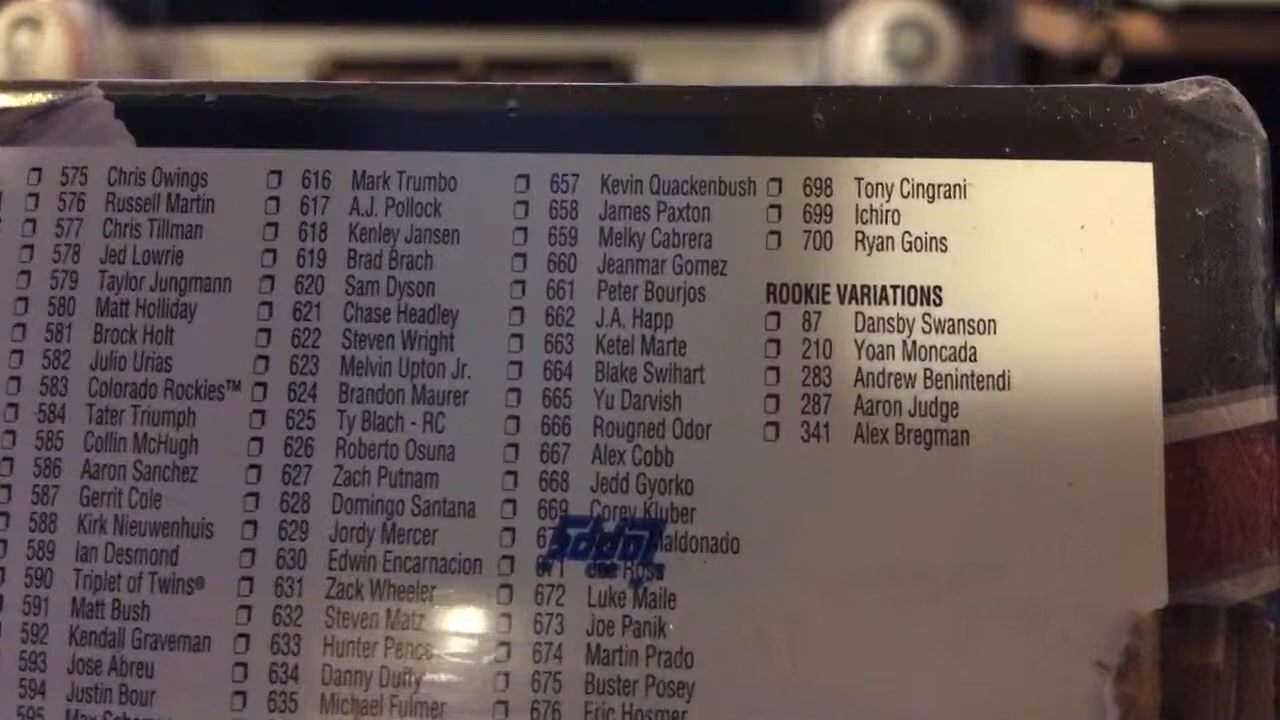 575 Chris Owings
576 Russell Martin
577 Chris Tillman
578 Jed Lowrie
579 Taylor Jungmann
580 Matt Holliday
581 Brock Holt
582 Julio Urias
583 Colorado Rockies™
584 Tater Triumph
585 Collin McHugh
586 Aaron Sanchez
587 Gerrit Cole
588 Kirk Nieuwenhuis
589 Ian Desmond
590 Triplet of Twins®
591 Matt Bush
592 Kendall Graveman
593 Jose Abreu
594 Justin Bour
595
616 Mark Trumbo
617 A.J. Pollock
618 Kenley Jansen
619 Brad Brach
620 Sam Dyson
621 Chase Headley
622 Steven Wright
623 Melvin Upton Jr.
624 Brandon Maurer
625 Ty Blach - RC
626 Roberto Osuna
627 Zach Putnam
628 Domingo Santana
629 Jordy Mercer
630 Edwin Encarnacion
631 Zack Wheeler
632 Steven Matz
633 Hunter Pence
634 Danny Duffy
635 Michael Fulmer
657 Kevin Quackenbush
658 James Paxton
659 Melky Cabrera
660 Jeanmar Gomez
661 Peter Bourjos
662 J.A. Happ
663 Ketel Marte
664 Blake Swihart
665 Yu Darvish
666 Rougned Odor
667 Alex Cobb
668 Jedd Gyorko
669 Corey Kluber
Maldonado
671 Joe Ross
672 Luke Maile
673 Joe Panik
674 Martin Prado
675 Buster Posey
676 Eric Hosmer
698 Tony Cingrani
699 Ichiro
700 Ryan Goins
ROOKIE VARIATIONS
87 Dansby Swanson
210 Yoan Moncada
283 Andrew Benintendi
287 Aaron Judge
341 Alex Bregman